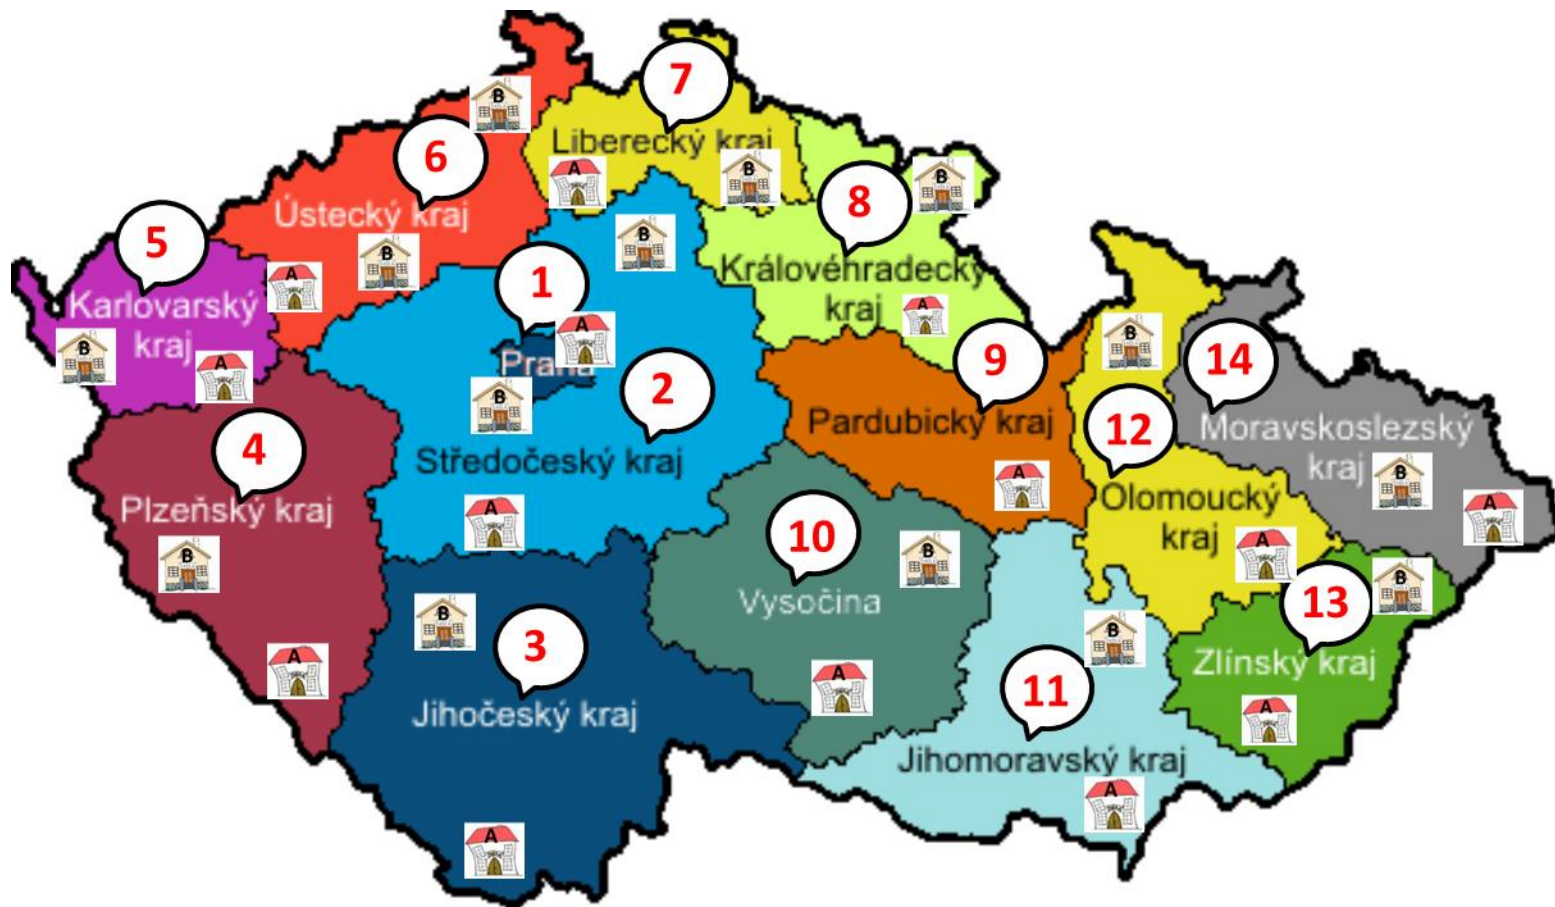 7
B
6
Liberecký kraj
A
B
8
B
Ústecký kraj
5
B
B
1
Královéhradecký
kraj
A
Karlovarský
kraj
A
A
9
B
14
B
A
Praha
2
B
12
4
Pardubický kraj
Moravskoslezský
kraj
Středočeský kraj
A
B
Plzeňský kraj
A
10
Olomoucký
kraj
A
A
B
B
B
13
Vysočina
B
3
B
A
Zlínský kraj
A
11
A
Jihočeský kraj
Jihomoravský kraj
A
A